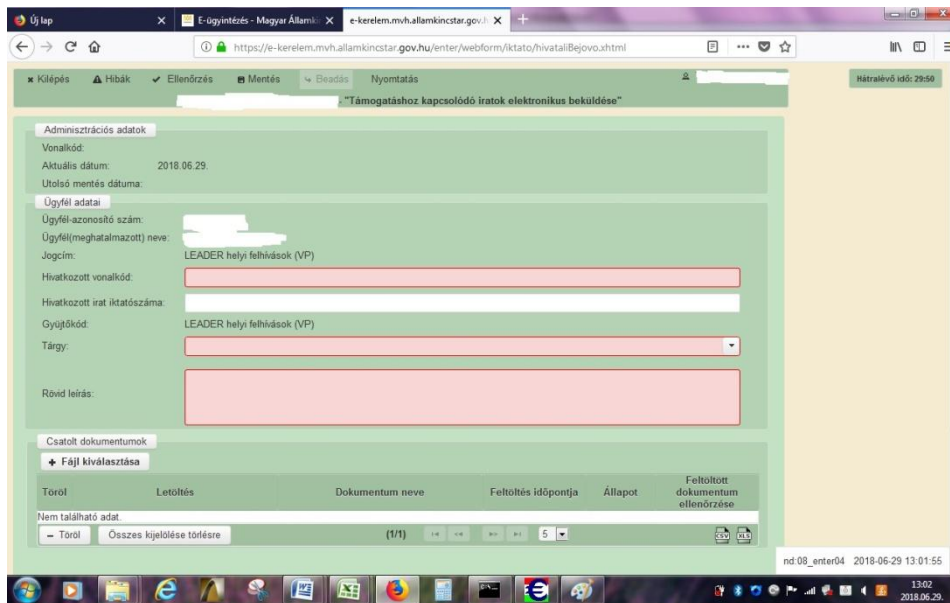 Új lap
E-ügyintézés - Magyar Államki
e-kerelem.mvh.allamkincstar.gov.h
https://e-kerelem.mvh.allamkincstar.gov.hu/enter/webform/iktato/hivataliBejovo.xhtml
Kilépés Hibák Ellenőrzés Mentés Beadás Nyomtatás
Hátralévő idő: 29:50
- "Támogatáshoz kapcsolódó iratok elektronikus beküldése"
Adminisztrációs adatok
Vonalkód:
Aktuális dátum: 2018.06.29.
Utolsó mentés dátuma:
Ügyfél adatai
Ügyfél-azonosító szám:
Ügyfél(meghatalmazott) neve:
Jogcím: LEADER helyi felhívások (VP)
Hivatkozott vonalkód:
Hivatkozott irat iktatószáma:
Gyűjtőkód: LEADER helyi felhívások (VP)
Tárgy:
Rövid leírás:
Csatolt dokumentumok
+ Fájl kiválasztása
Töröl Letöltés Dokumentum neve Feltöltés időpontja Állapot Feltöltött dokumentum ellenőrzése
Nem található adat.
− Töröl Összes kijelölése törlésre (1/1) 5 CSV XLS
nd:08_enter04 2018-06-29 13:01:55
13:02
2018.06.29.